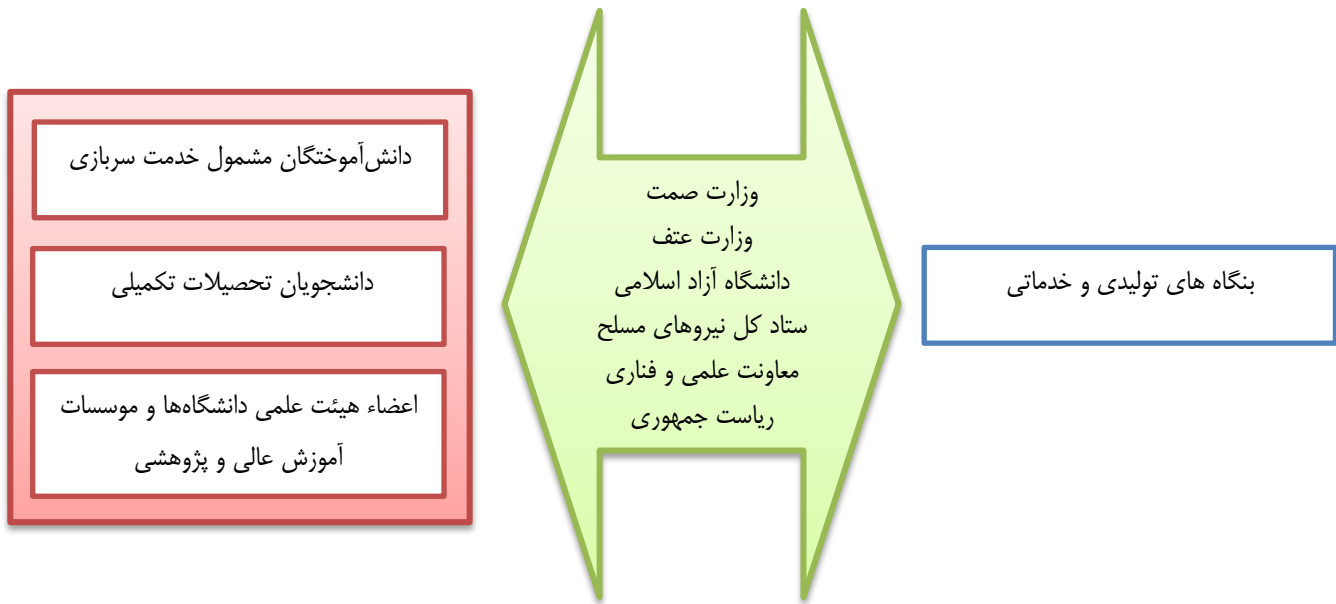 بنگاه های تولیدی و خدماتی
وزارت صمت
وزارت عتف
دانشگاه آزاد اسلامی
ستاد کل نیروهای مسلح
معاونت علمی و فناری
ریاست جمهوری
دانش‌آموختگان مشمول خدمت سربازی
دانشجویان تحصیلات تکمیلی
اعضاء هیئت علمی دانشگاه‌ها و موسسات
آموزش عالی و پژوهشی